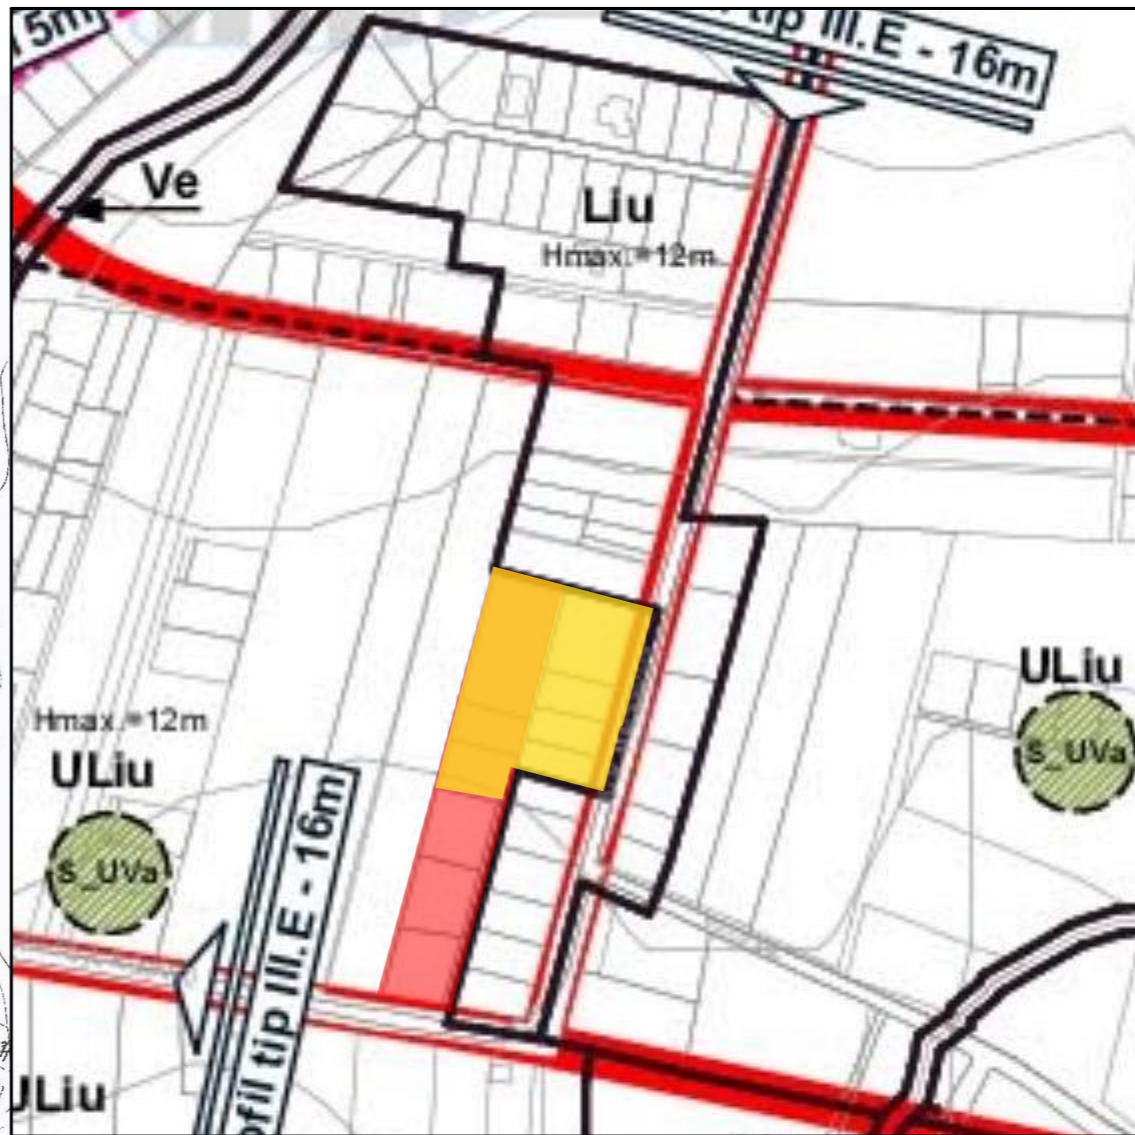 5m
tip III.E - 16m
Ve
Liu
Hmax.=12m
ULiu
S_UVa
Hmax.=12m
ULiu
S_UVa
ofil tip III.E - 16m
ULiu